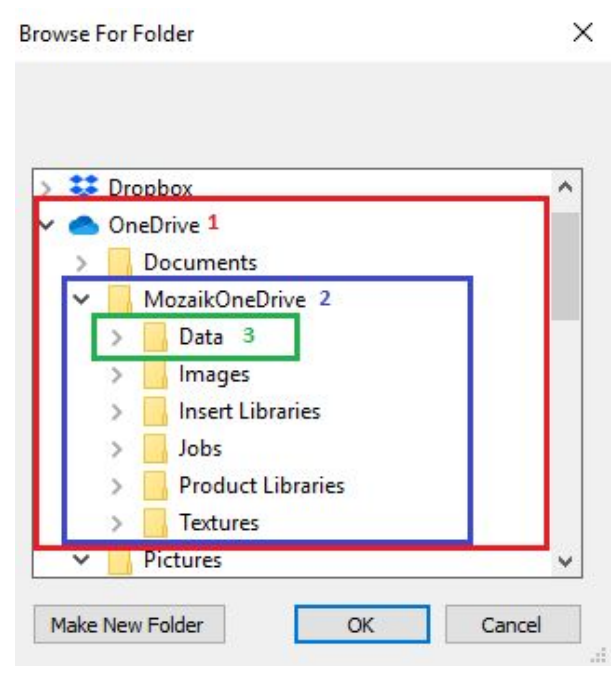 Browse For Folder
Dropbox
OneDrive 1
Documents
MozaikOneDrive 2
Data 3
Images
Insert Libraries
Jobs
Product Libraries
Textures
Pictures
Make New Folder OK Cancel